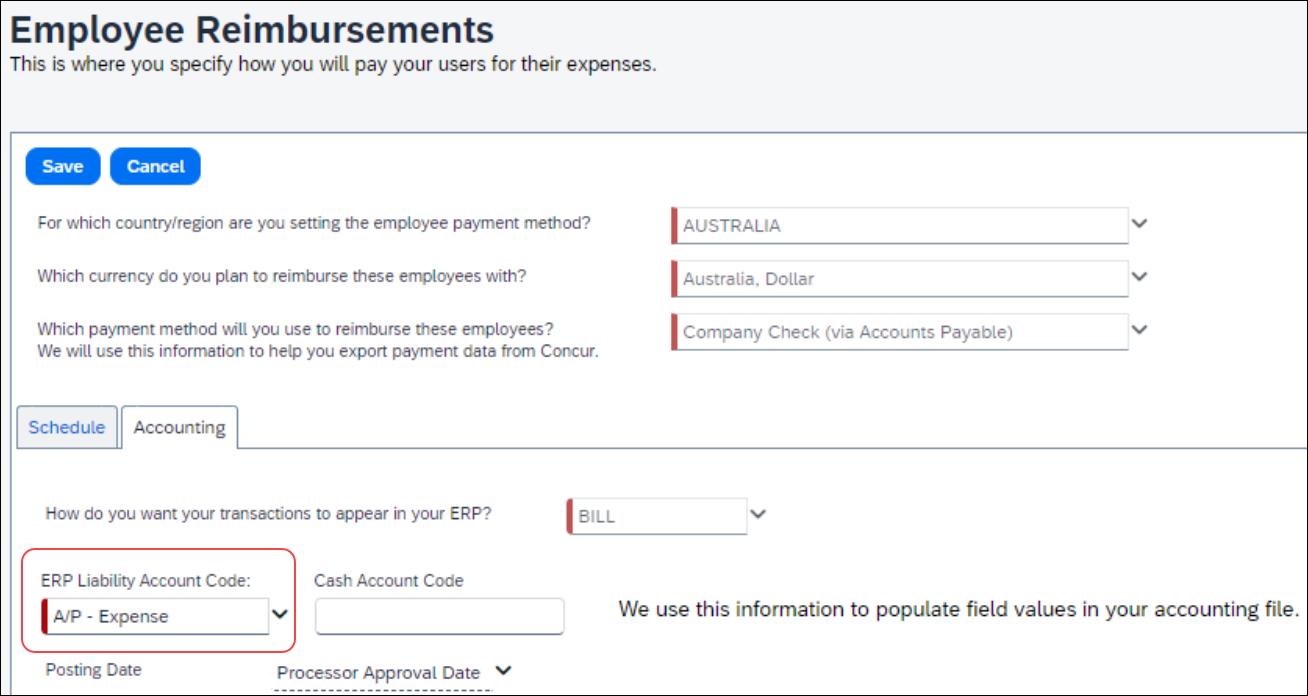 Employee Reimbursements
This is where you specify how you will pay your users for their expenses.
Save Cancel
For which country/region are you setting the employee payment method? AUSTRALIA
Which currency do you plan to reimburse these employees with? Australia, Dollar
Which payment method will you use to reimburse these employees? Company Check (via Accounts Payable)
We will use this information to help you export payment data from Concur.
Schedule Accounting
How do you want your transactions to appear in your ERP? BILL
ERP Liability Account Code: Cash Account Code
A/P - Expense We use this information to populate field values in your accounting file.
Posting Date Processor Approval Date